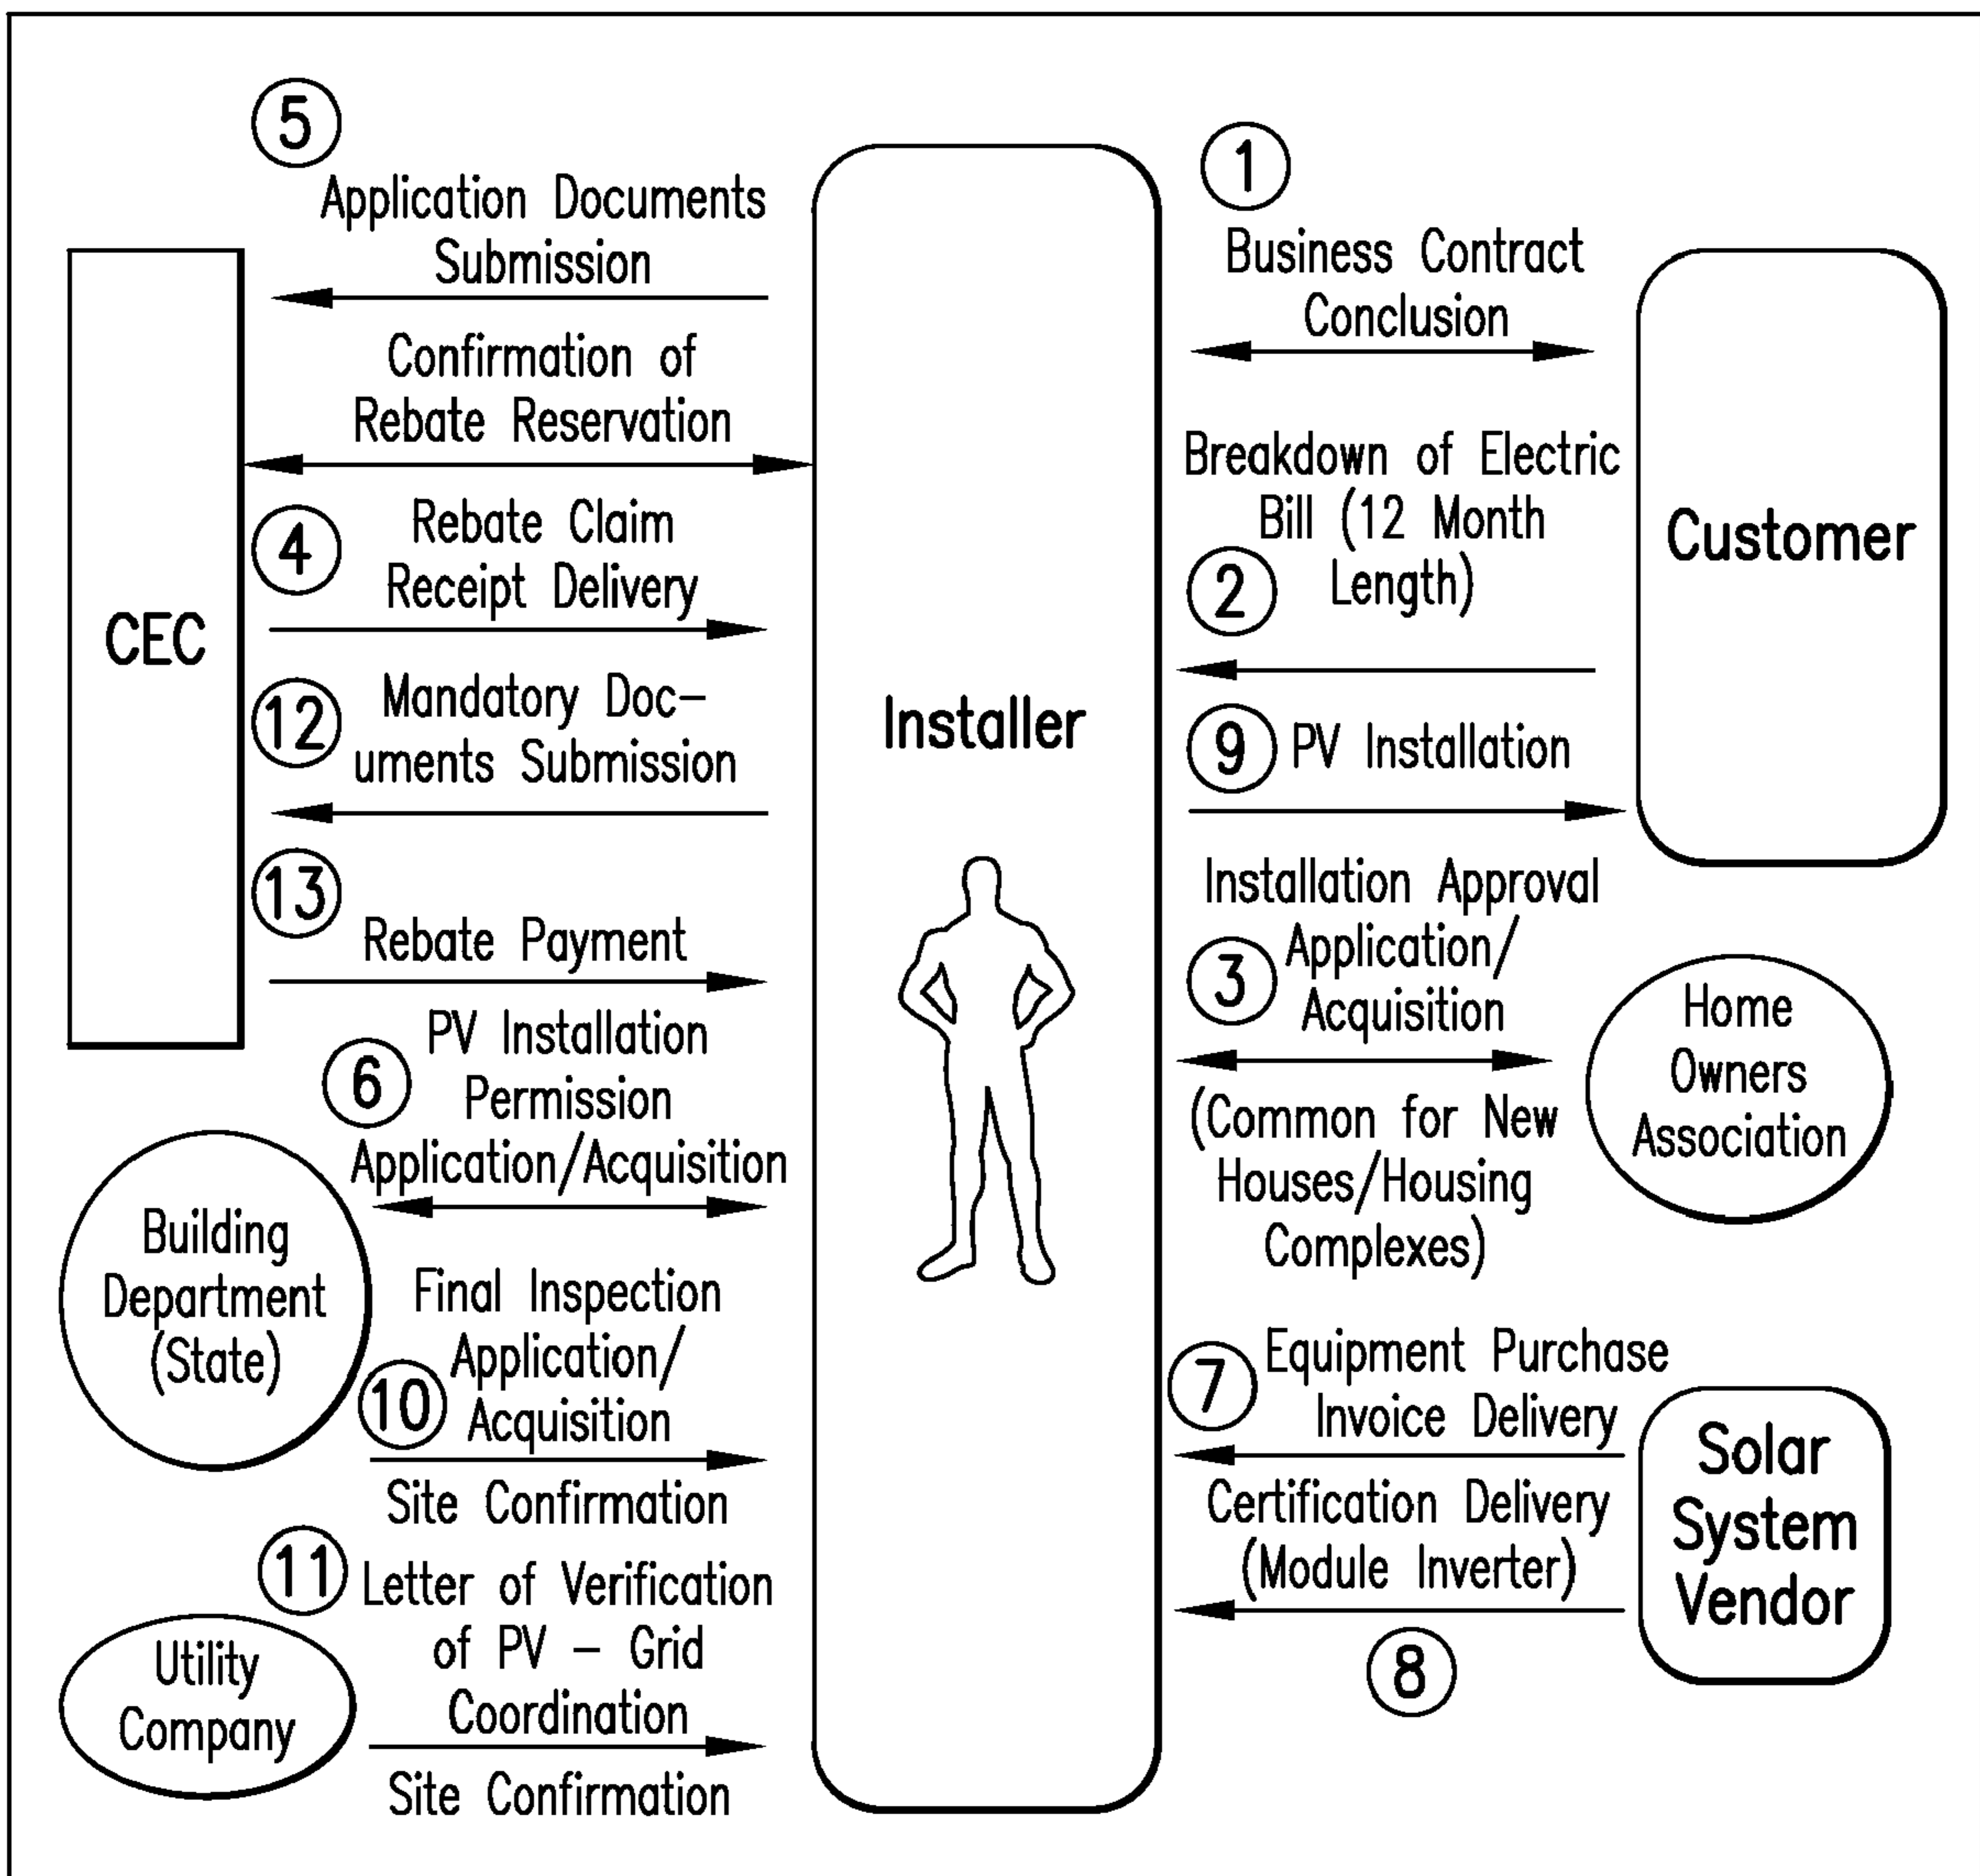 5
Application Documents
Submission
Confirmation of
Rebate Reservation
4
Rebate Claim
Receipt Delivery
CEC
12
Mandatory Doc-
uments Submission
13
Rebate Payment
6
PV Installation
Permission
Application/Acquisition
Building
Department
(State)
Final Inspection
Application/
10
Acquisition
Site Confirmation
11
Letter of Verification
of PV - Grid
Coordination
Utility
Company
Site Confirmation
Installer
1
Business Contract
Conclusion
Breakdown of Electric
Bill (12 Month
2
Length)
Customer
9
PV Installation
Installation Approval
3
Application/
Acquisition
(Common for New
Houses/Housing
Complexes)
Home
Owners
Association
7
Equipment Purchase
Invoice Delivery
Certification Delivery
(Module Inverter)
8
Solar
System
Vendor